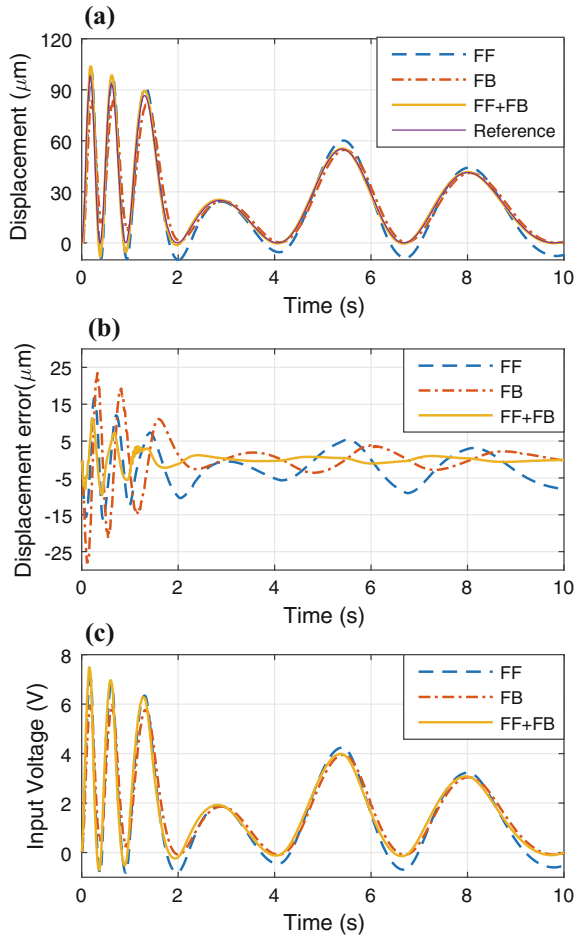 (a)
Displacement (μm)
120
90
60
30
0
FF
FB
FF+FB
Reference
0
2
4
6
8
10
Time (s)
(b)
Displacement error(μm)
25
15
5
-5
-15
-25
FF
FB
FF+FB
0
2
4
6
8
10
Time (s)
(c)
Input Voltage (V)
8
6
4
2
0
FF
FB
FF+FB
0
2
4
6
8
10
Time (s)